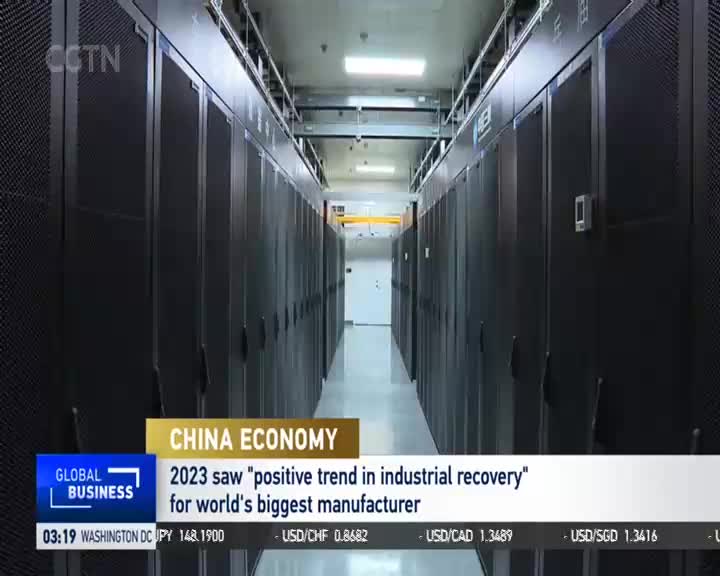 CGTN
CHINA ECONOMY
2023 saw "positive trend in industrial recovery"
for world's biggest manufacturer
GLOBAL
BUSINESS
03:19 WASHINGTON DC
JPY 148.1900 - USD/CHF 0.8682 - USD/CAD 1.3489 - USD/SGD 1.3416 - U